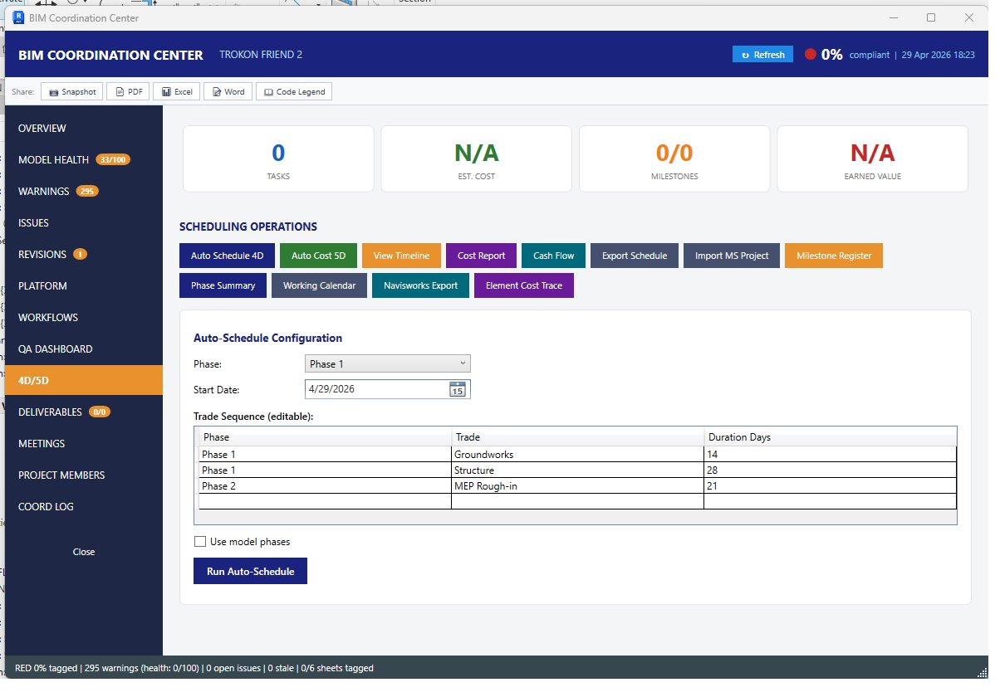 BIM Coordination Center
BIM COORDINATION CENTER TROKON FRIEND 2 Refresh 0% compliant | 29 Apr 2026 18:23
Share: Snapshot PDF Excel Word Code Legend
OVERVIEW
MODEL HEALTH 33/100
WARNINGS 295
ISSUES
REVISIONS 1
PLATFORM
WORKFLOWS
QA DASHBOARD
4D/5D
DELIVERABLES 0/0
MEETINGS
PROJECT MEMBERS
COORD LOG
Close
0 N/A 0/0 N/A
TASKS EST. COST MILESTONES EARNED VALUE
SCHEDULING OPERATIONS
Auto Schedule 4D Auto Cost 5D View Timeline Cost Report Cash Flow Export Schedule Import MS Project Milestone Register
Phase Summary Working Calendar Navisworks Export Element Cost Trace
Auto-Schedule Configuration
Phase: Phase 1
Start Date: 4/29/2026 15
Trade Sequence (editable):
Phase Trade Duration Days
Phase 1 Groundworks 14
Phase 1 Structure 28
Phase 2 MEP Rough-in 21
Use model phases
Run Auto-Schedule
RED 0% tagged | 295 warnings (health: 0/100) | 0 open issues | 0 stale | 0/6 sheets tagged